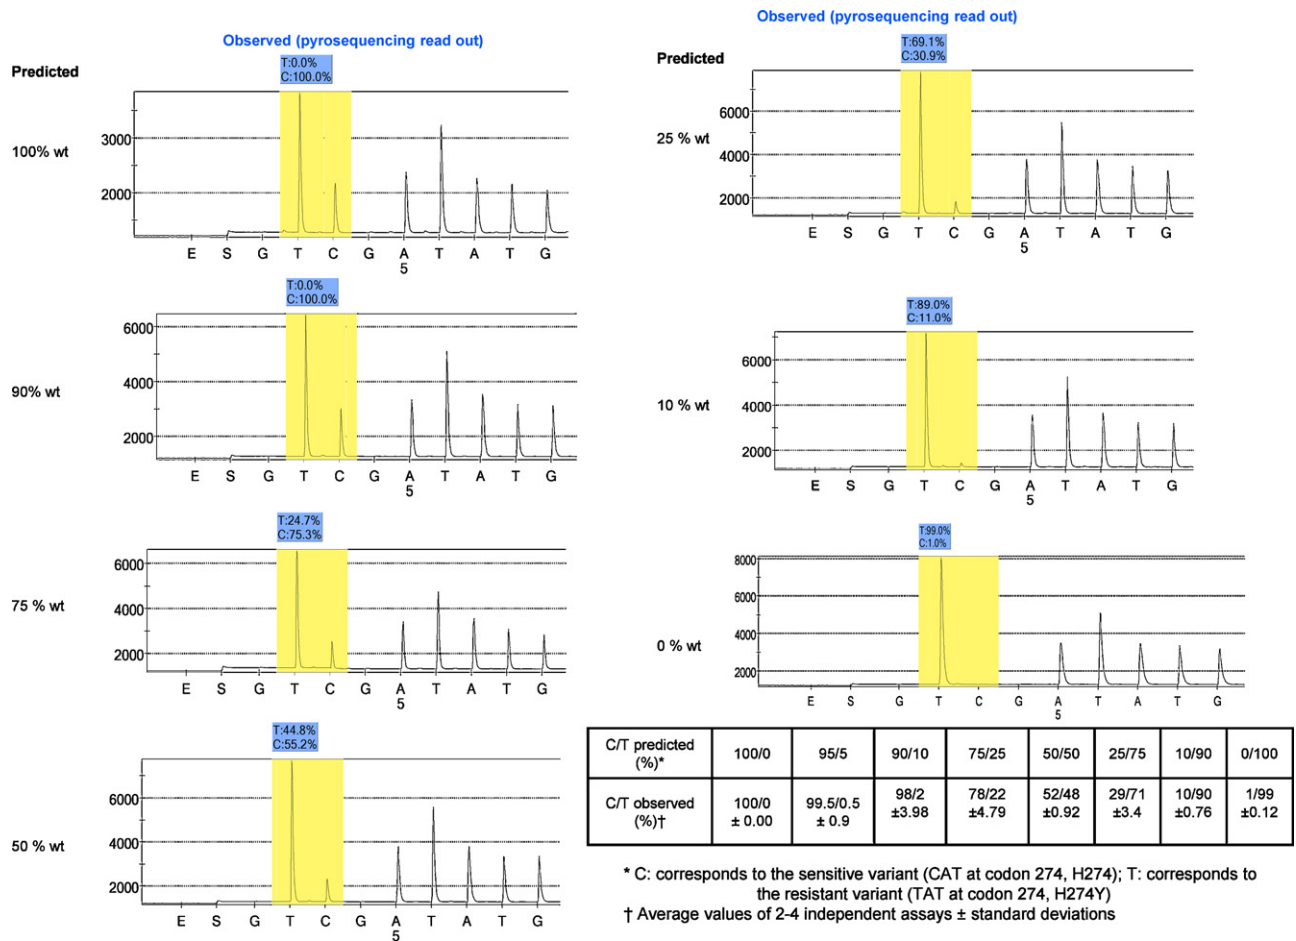 Observed (pyrosequencing read out)
Predicted
T:0.0%
C:100.0%
100% wt
3000
2000
E S G T C G A T A T G
5
T:0.0%
C:100.0%
90% wt
6000
4000
2000
E S G T C G A T A T G
5
T:24.7%
C:75.3%
75 % wt
6000
4000
2000
E S G T C G A T A T G
5
T:44.8%
C:55.2%
50 % wt
6000
4000
2000
E S G T C G A T A T G
5
Observed (pyrosequencing read out)
Predicted
T:69.1%
C:30.9%
25 % wt
6000
4000
2000
E S G T C G A T A T G
5
T:89.0%
C:11.0%
10 % wt
6000
4000
2000
E S G T C G A T A T G
5
T:99.0%
C:1.0%
0 % wt
8000
6000
4000
2000
E S G T C G A T A T G
5
C/T predicted (%)* 100/0 95/5 90/10 75/25 50/50 25/75 10/90 0/100
C/T observed (%)† 100/0 ± 0.00 99.5/0.5 ± 0.9 98/2 ±3.98 78/22 ±4.79 52/48 ±0.92 29/71 ±3.4 10/90 ±0.76 1/99 ±0.12
* C: corresponds to the sensitive variant (CAT at codon 274, H274); T: corresponds to
the resistant variant (TAT at codon 274, H274Y)
† Average values of 2-4 independent assays ± standard deviations